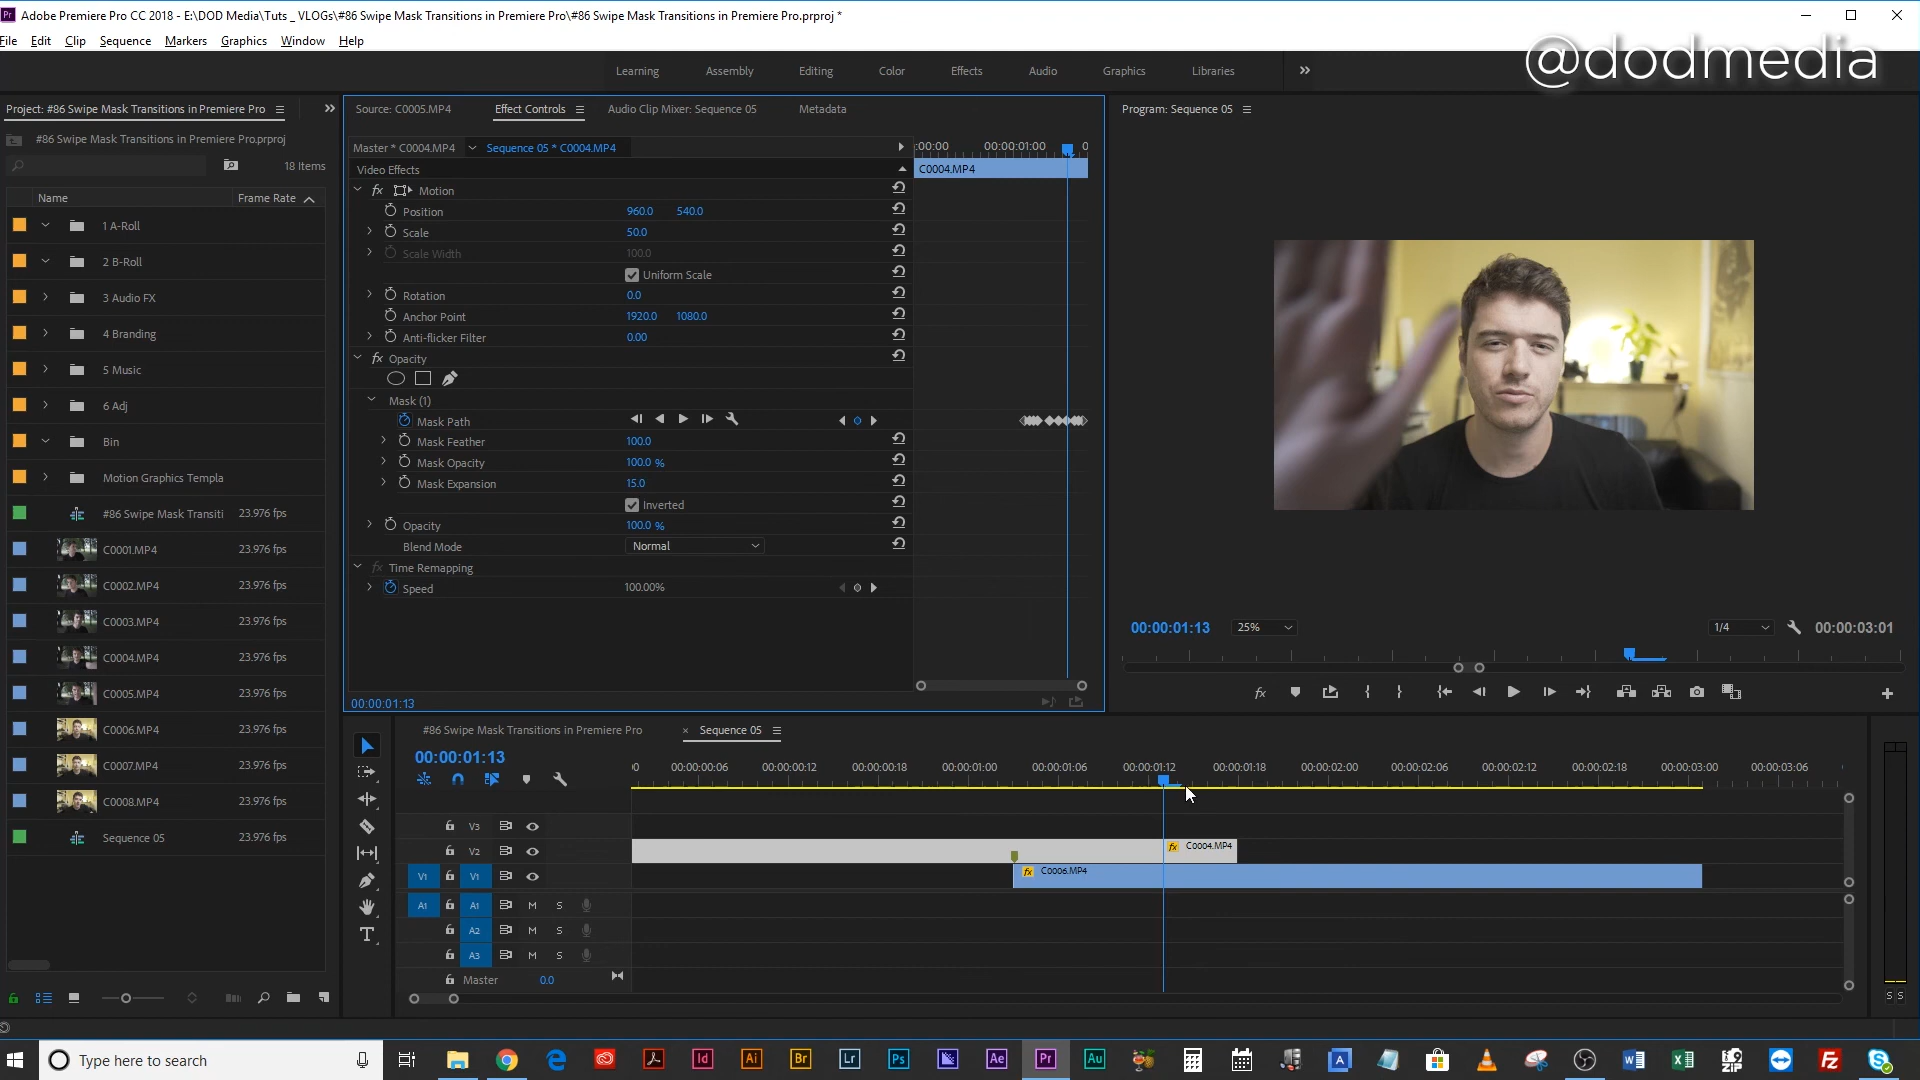 Adobe Premiere Pro CC 2018 - E:\DOD Media\Tuts _ VLOGs\#86 Swipe Mask Transitions in Premiere Pro\#86 Swipe Mask Transitions in Premiere Pro.prproj *
File Edit Clip Sequence Markers Graphics Window Help
@dodmedia
Learning Assembly Editing Color Effects Audio Graphics Libraries
Project: #86 Swipe Mask Transitions in Premiere Pro
#86 Swipe Mask Transitions in Premiere Pro.prproj
18 Items
Name Frame Rate
1 A-Roll
2 B-Roll
3 Audio FX
4 Branding
5 Music
6 Adj
Bin
Motion Graphics Templa
#86 Swipe Mask Transiti 23.976 fps
C0001.MP4 23.976 fps
C0002.MP4 23.976 fps
C0003.MP4 23.976 fps
C0004.MP4 23.976 fps
C0005.MP4 23.976 fps
C0006.MP4 23.976 fps
C0007.MP4 23.976 fps
C0008.MP4 23.976 fps
Sequence 05 23.976 fps
Source: C0005.MP4 Effect Controls Audio Clip Mixer: Sequence 05 Metadata
Master * C0004.MP4 Sequence 05 * C0004.MP4
:00:00 00:00:01:00 0
Video Effects
C0004.MP4
fx Motion
Position 960.0 540.0
Scale 50.0
Scale Width 100.0
Uniform Scale
Rotation 0.0
Anchor Point 1920.0 1080.0
Anti-flicker Filter 0.00
fx Opacity
Mask (1)
Mask Path
Mask Feather 100.0
Mask Opacity 100.0 %
Mask Expansion 15.0
Inverted
Opacity 100.0 %
Blend Mode Normal
fx Time Remapping
Speed 100.00%
00:00:01:13
Program: Sequence 05
00:00:01:13 25% 1/4 00:00:03:01
fx
#86 Swipe Mask Transitions in Premiere Pro × Sequence 05
00:00:01:13
00 00:00:00:06 00:00:00:12 00:00:00:18 00:00:01:00 00:00:01:06 00:00:01:12 00:00:01:18 00:00:02:00 00:00:02:06 00:00:02:12 00:00:02:18 00:00:03:00 00:00:03:06
V3
V2 fx C0004.MP4
V1 V1 fx C0006.MP4
A1 A1 M S
A2 M S
A3 M S
Master 0.0
S S
Type here to search
Id Ai Br Lr Ps Ae Pr Au